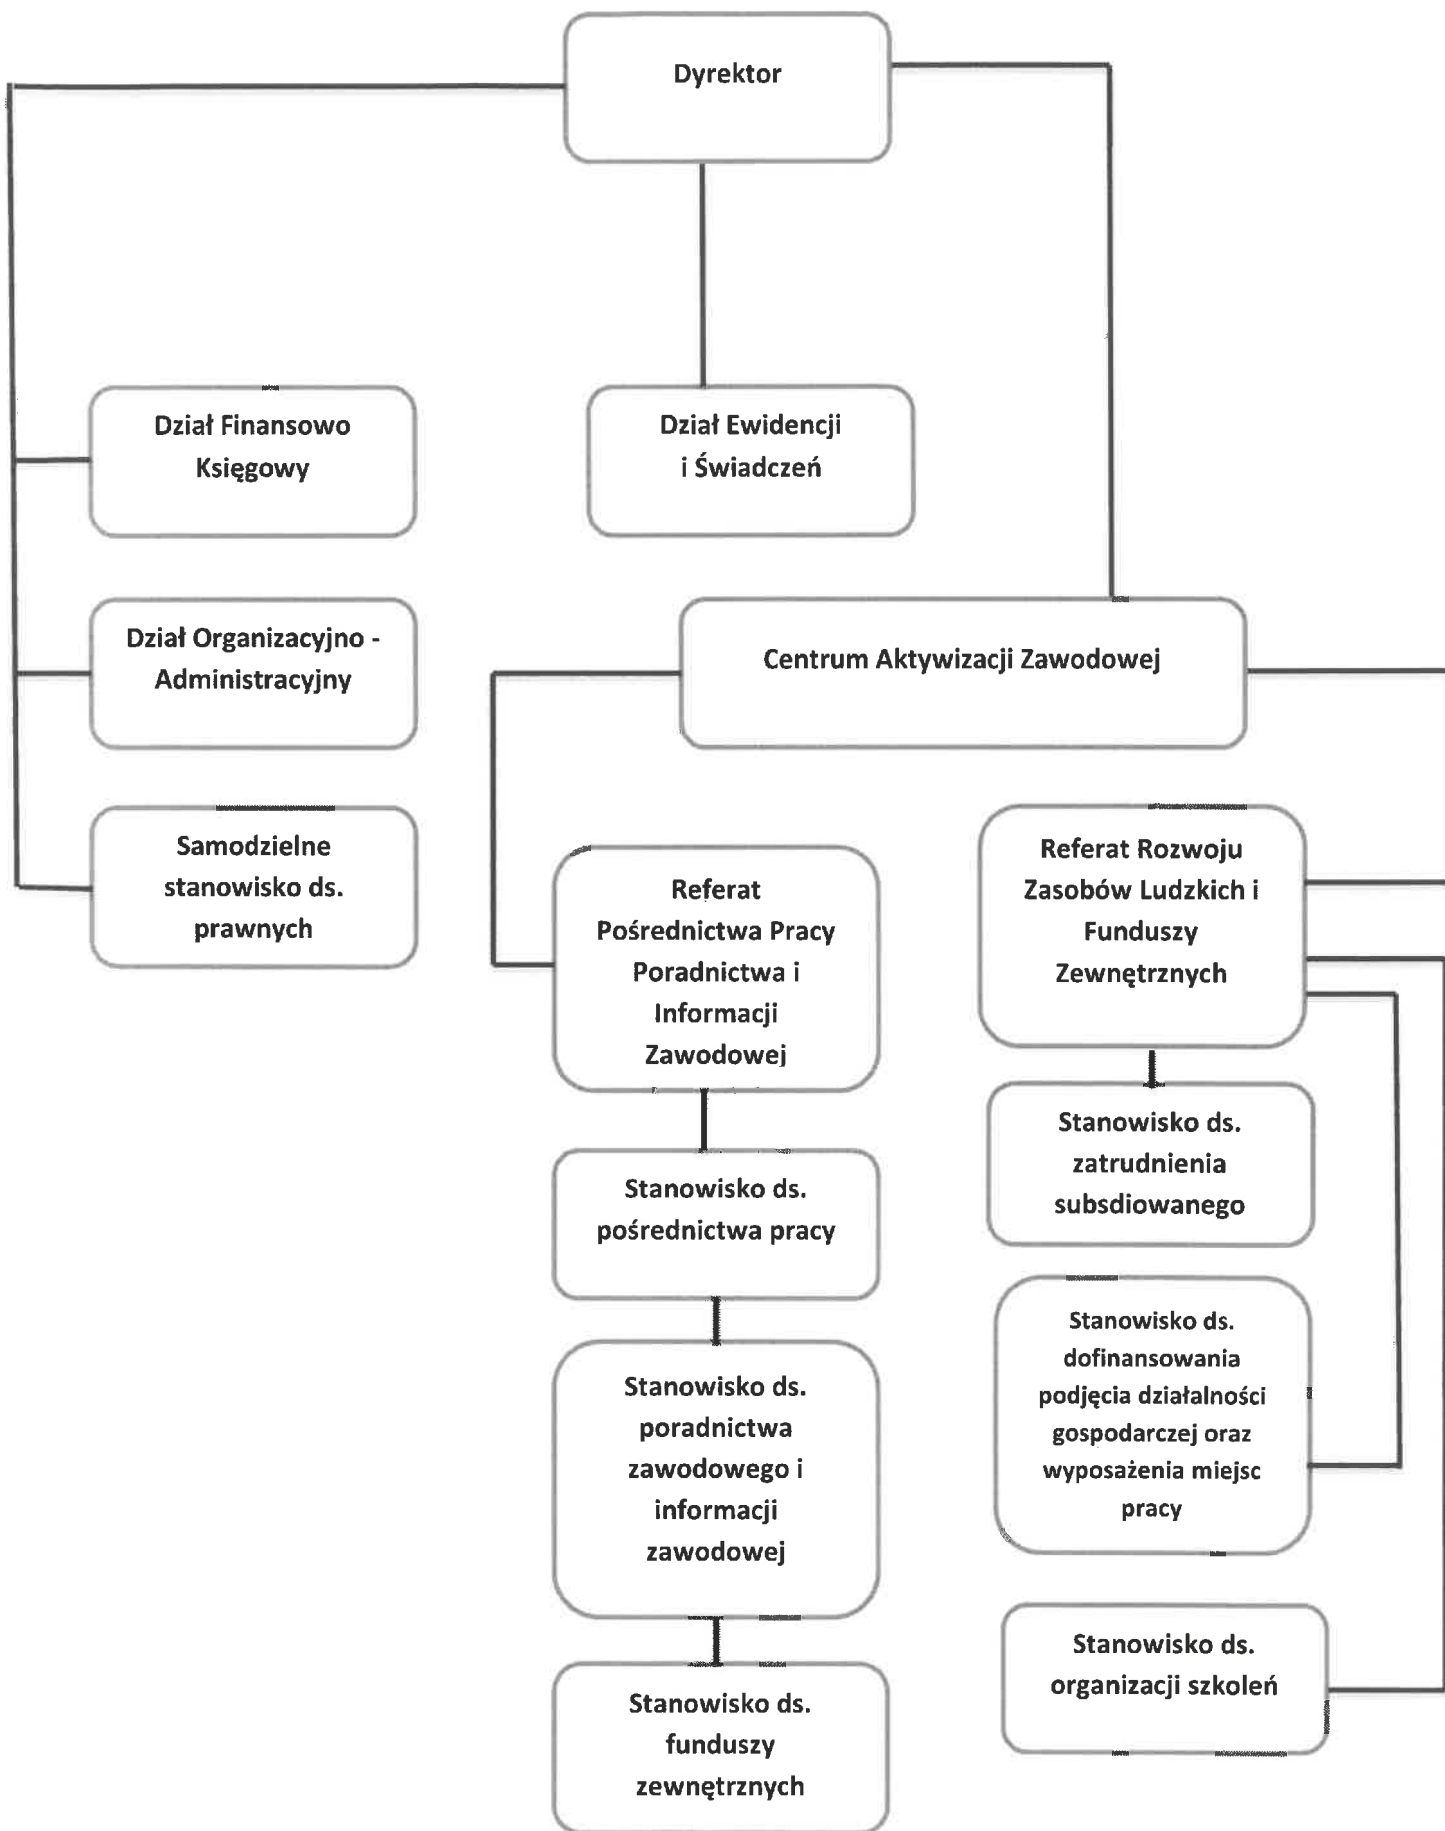 Dyrektor
Dział Finansowo
Księgowy
Dział Ewidencji
i Świadczeń
Dział Organizacyjno -
Administracyjny
Centrum Aktywizacji Zawodowej
Samodzielne
stanowisko ds.
prawnych
Referat
Pośrednictwa Pracy
Poradnictwa i
Informacji
Zawodowej
Referat Rozwoju
Zasobów Ludzkich i
Funduszy
Zewnętrznych
Stanowisko ds.
pośrednictwa pracy
Stanowisko ds.
zatrudnienia
subsdiowanego
Stanowisko ds.
poradnictwa
zawodowego i
informacji
zawodowej
Stanowisko ds.
dofinansowania
podjęcia działalności
gospodarczej oraz
wyposażenia miejsc
pracy
Stanowisko ds.
funduszy
zewnętrznych
Stanowisko ds.
organizacji szkoleń